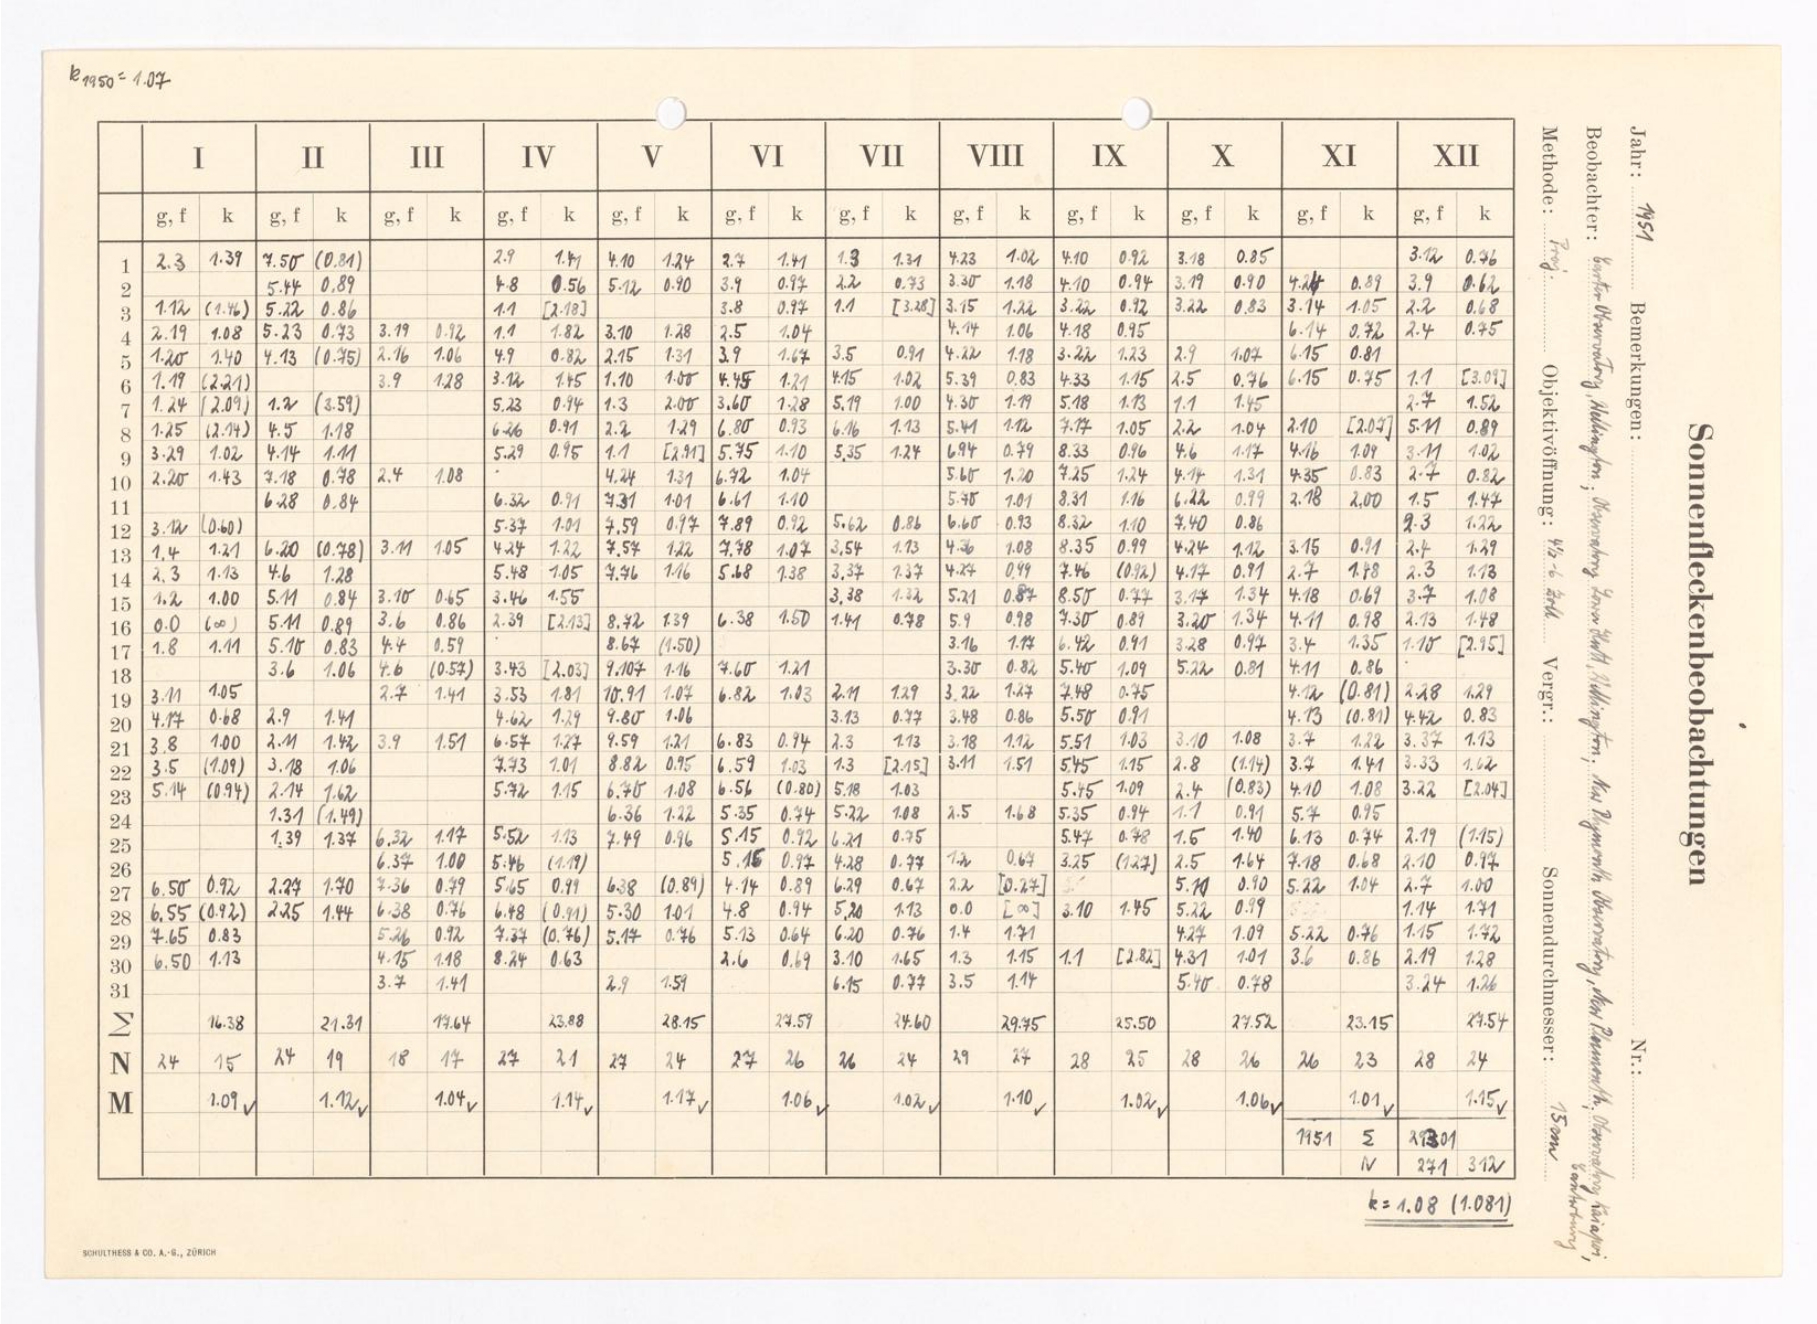 k1950 = 1.07
I II III IV V VI VII VIII IX X XI XII
g, f k g, f k g, f k g, f k g, f k g, f k g, f k g, f k g, f k g, f k g, f k g, f k
1 2.3 1.39 7.50 (0.81) 2.9 1.41 4.10 1.24 2.7 1.41 1.3 1.31 4.23 1.02 4.10 0.92 3.18 0.85 3.12 0.76
2 5.44 0.89 4.8 0.56 5.12 0.90 3.9 0.97 2.2 0.73 3.30 1.18 4.10 0.94 3.19 0.90 4.24 0.89 3.9 0.62
3 1.12 (1.46) 5.22 0.86 1.1 [2.18] 3.8 0.97 1.1 [3.28] 3.15 1.22 3.22 0.92 3.22 0.83 3.14 1.05 2.2 0.68
4 2.19 1.08 5.23 0.73 3.19 0.92 1.1 1.82 3.10 1.28 2.5 1.04 4.14 1.06 4.18 0.95 6.14 0.72 2.4 0.75
5 1.20 1.40 4.13 (0.75) 2.16 1.06 4.9 0.82 2.15 1.31 3.9 1.67 3.5 0.91 4.22 1.18 3.22 1.23 2.9 1.07 6.15 0.81
6 1.19 (2.21) 3.9 1.28 3.12 1.45 1.10 1.00 4.45 1.21 4.15 1.02 5.39 0.83 4.33 1.15 2.5 0.76 6.15 0.75 1.1 [3.09]
7 1.24 (2.09) 1.2 (3.59) 5.23 0.94 1.3 2.00 3.60 1.28 5.19 1.00 4.30 1.19 5.18 1.13 1.1 1.45 2.7 1.52
8 1.25 (2.14) 4.5 1.18 6.26 0.91 2.2 1.29 6.80 0.93 6.16 1.13 5.41 1.12 7.17 1.05 2.2 1.04 2.10 [2.07] 5.11 0.89
9 3.29 1.02 4.14 1.11 5.29 0.95 1.1 [2.91] 5.75 1.10 5.35 1.24 6.94 0.79 8.33 0.96 4.6 1.17 4.16 1.09 3.11 1.02
10 2.20 1.43 7.18 0.78 2.4 1.08 4.24 1.31 6.72 1.04 5.60 1.20 7.25 1.24 4.14 1.31 4.35 0.83 2.7 0.82
11 6.28 0.84 6.32 0.91 7.31 1.01 6.61 1.10 5.70 1.01 8.31 1.16 6.22 0.99 2.18 2.00 1.5 1.47
12 3.12 (0.60) 5.37 1.01 7.59 0.97 7.89 0.92 5.62 0.86 6.60 0.93 8.32 1.10 7.40 0.86 2.3 1.22
13 1.4 1.21 6.20 (0.78) 3.11 1.05 4.24 1.22 7.57 1.22 7.78 1.07 3.54 1.13 4.36 1.08 8.35 0.99 4.24 1.12 3.15 0.91 2.4 1.29
14 2.3 1.13 4.6 1.28 5.48 1.05 7.76 1.16 5.68 1.38 3.37 1.37 4.27 0.99 7.46 (0.92) 4.17 0.91 2.7 1.48 2.3 1.13
15 1.2 1.00 5.11 0.84 3.10 0.65 3.46 1.55 3.38 1.32 5.21 0.87 8.50 0.77 3.17 1.34 4.18 0.69 3.7 1.08
16 0.0 (∞) 5.11 0.89 3.6 0.86 2.39 [2.13] 8.72 1.39 6.38 1.50 1.41 0.78 5.9 0.98 7.30 0.89 3.20 1.34 4.11 0.98 2.13 1.48
17 1.8 1.11 5.10 0.83 4.4 0.59 8.67 (1.50) 3.16 1.17 6.42 0.91 3.28 0.97 3.4 1.35 1.10 [2.95]
18 3.6 1.06 4.6 (0.57) 3.43 [2.03] 9.107 1.16 7.60 1.21 3.30 0.82 5.40 1.09 5.22 0.81 4.11 0.86
19 3.11 1.05 2.7 1.41 3.53 1.81 10.91 1.07 6.82 1.03 2.11 1.29 3.22 1.27 7.48 0.75 4.12 (0.81) 2.28 1.29
20 4.17 0.68 2.9 1.41 4.62 1.29 9.80 1.06 3.13 0.77 3.48 0.86 5.50 0.91 4.13 (0.81) 4.42 0.83
21 3.8 1.00 2.11 1.42 3.9 1.51 6.57 1.27 9.59 1.21 6.83 0.94 2.3 1.13 3.18 1.12 5.51 1.03 3.10 1.08 3.7 1.22 3.37 1.13
22 3.5 (1.09) 3.18 1.06 7.73 1.01 8.82 0.95 6.59 1.03 1.3 [2.15] 3.11 1.51 5.45 1.15 2.8 (1.14) 3.7 1.41 3.33 1.62
23 5.14 (0.94) 2.14 1.62 5.72 1.15 6.70 1.08 6.56 (0.80) 5.18 1.03 5.45 1.09 2.4 (0.83) 4.10 1.08 3.22 [2.04]
24 1.31 (1.49) 6.36 1.22 5.35 0.74 5.22 1.08 2.5 1.68 5.35 0.94 1.1 0.91 5.7 0.95
25 1.39 1.37 6.32 1.17 5.52 1.13 7.49 0.96 5.15 0.92 6.21 0.75 5.47 0.78 1.5 1.40 6.13 0.74 2.19 (1.15)
26 6.37 1.00 5.46 (1.19) 5.15 0.97 4.28 0.77 1.2 0.67 3.25 (1.27) 2.5 1.64 7.18 0.68 2.10 0.97
27 6.50 0.92 2.27 1.70 7.36 0.79 5.65 0.99 6.38 (0.89) 4.14 0.89 6.29 0.67 2.2 [0.27] 5.10 0.90 5.22 1.04 2.7 1.00
28 6.55 (0.92) 2.25 1.44 6.38 0.76 6.48 (0.91) 5.30 1.01 4.8 0.94 5.20 1.13 0.0 [∞] 3.10 1.45 5.22 0.99 1.14 1.71
29 7.65 0.83 5.26 0.92 7.37 (0.76) 5.17 0.76 5.13 0.64 6.20 0.76 1.4 1.71 4.27 1.09 5.22 0.76 1.15 1.72
30 6.50 1.13 4.15 1.18 8.24 0.63 2.6 0.69 3.10 1.65 1.3 1.15 1.1 [2.82] 4.31 1.01 3.6 0.86 2.19 1.28
31 3.7 1.41 2.9 1.59 6.15 0.77 3.5 1.14 5.40 0.78 3.24 1.26
Σ 16.38 21.31 17.64 23.88 28.15 27.59 24.60 29.75 25.50 27.52 23.15 27.54
N 24 15 24 19 18 17 27 21 27 24 27 26 26 24 29 27 28 25 28 26 26 23 28 24
M 1.09✓ 1.12✓ 1.04✓ 1.14✓ 1.17✓ 1.06✓ 1.02✓ 1.10✓ 1.02✓ 1.06✓ 1.01✓ 1.15✓
1951 Σ 29301
N 271 312
k = 1.08 (1.081)
SCHULTHESS & CO. A.-G., ZÜRICH
Sonnenfleckenbeobachtungen
Jahr: 1951 Bemerkungen: Nr.:
Beobachter: Carter Observatory, Wellington; Observatory Lower Hutt, Wellington; New Plymouth Observatory, New Plymouth; Observatory Kaiapoi, Canterbury
Methode: Proj. Objektivöffnung: 4½-6 Zoll Vergr.: Sonnendurchmesser: 15 cm